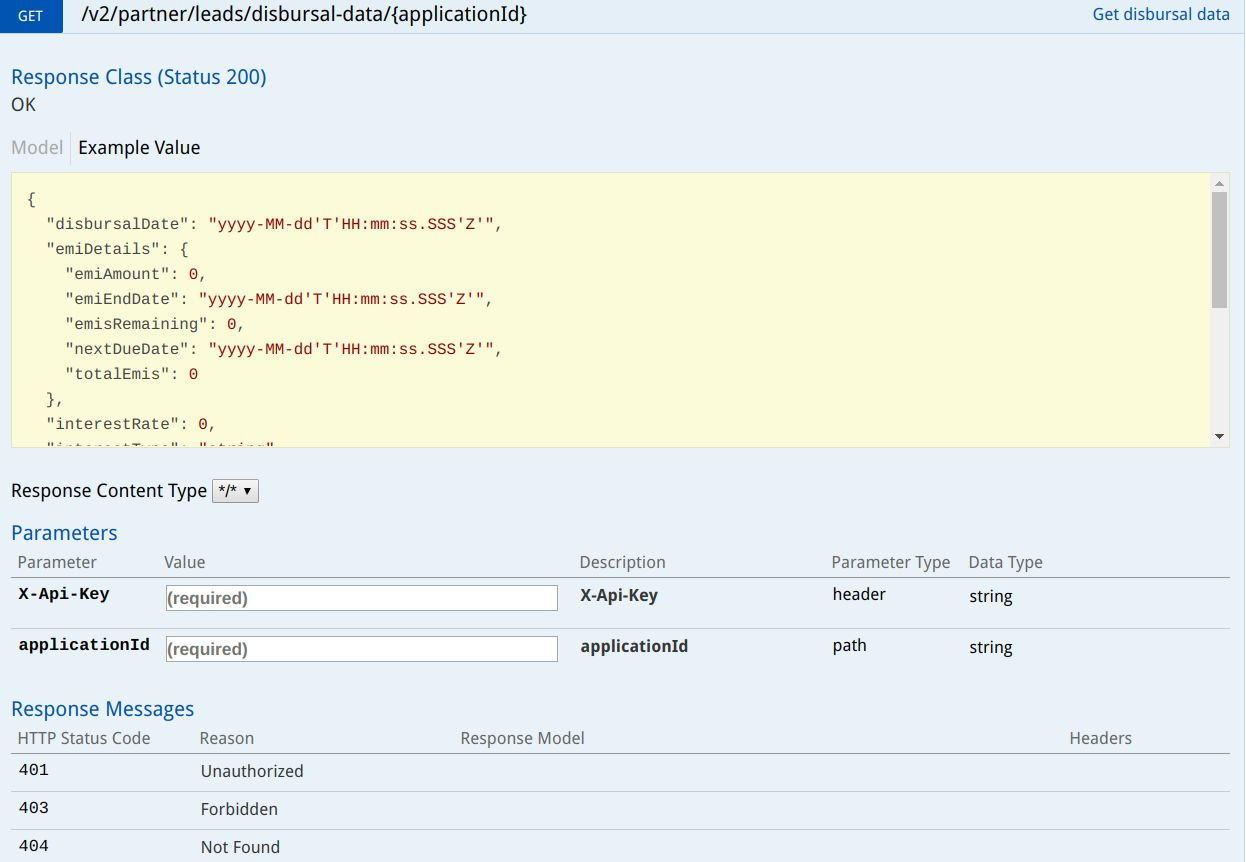 GET /v2/partner/leads/disbursal-data/{applicationId} Get disbursal data
Response Class (Status 200)
OK
Model Example Value
{
"disbursalDate": "yyyy-MM-dd'T'HH:mm:ss.SSS'Z'",
"emiDetails": {
"emiAmount": 0,
"emiEndDate": "yyyy-MM-dd'T'HH:mm:ss.SSS'Z'",
"emisRemaining": 0,
"nextDueDate": "yyyy-MM-dd'T'HH:mm:ss.SSS'Z'",
"totalEmis": 0
},
"interestRate": 0,
Response Content Type */*
Parameters
Parameter Value Description Parameter Type Data Type
X-Api-Key (required) X-Api-Key header string
applicationId (required) applicationId path string
Response Messages
HTTP Status Code Reason Response Model Headers
401 Unauthorized
403 Forbidden
404 Not Found